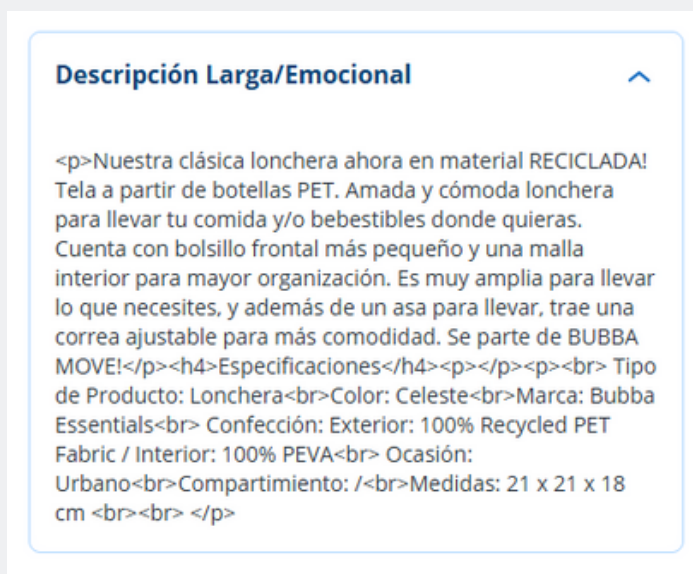 Descripción Larga/Emocional
<p>Nuestra clásica lonchera ahora en material RECICLADA!
Tela a partir de botellas PET. Amada y cómoda lonchera
para llevar tu comida y/o bebestibles donde quieras.
Cuenta con bolsillo frontal más pequeño y una malla
interior para mayor organización. Es muy amplia para llevar
lo que necesites, y además de un asa para llevar, trae una
correa ajustable para más comodidad. Se parte de BUBBA
MOVE!</p><h4>Especificaciones</h4><p></p><p><br> Tipo
de Producto: Lonchera<br>Color: Celeste<br>Marca: Bubba
Essentials<br> Confección: Exterior: 100% Recycled PET
Fabric / Interior: 100% PEVA<br> Ocasión:
Urbano<br>Compartimiento: /<br>Medidas: 21 x 21 x 18
cm <br><br> </p>